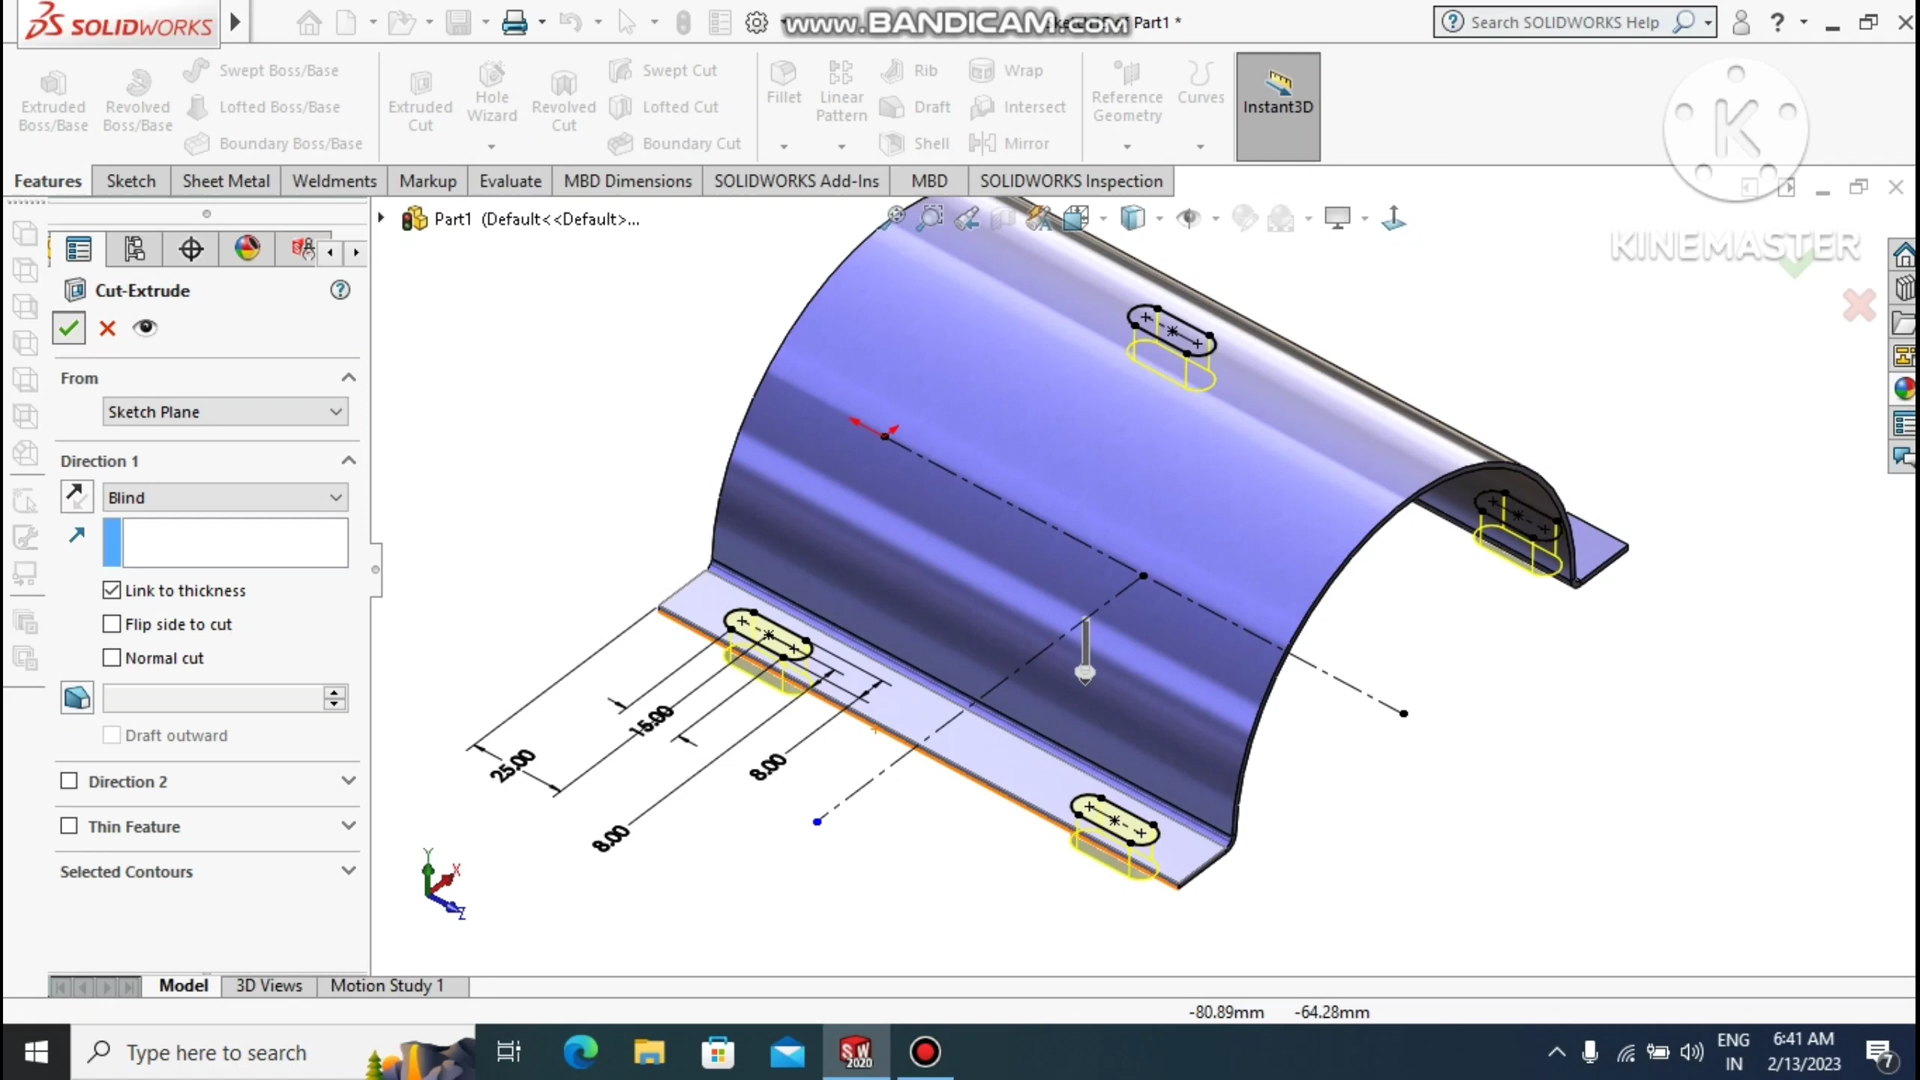 SOLIDWORKS
www.BANDICAM.com
Part1 *
Search SOLIDWORKS Help
Extruded Boss/Base
Revolved Boss/Base
Swept Boss/Base
Lofted Boss/Base
Boundary Boss/Base
Extruded Cut
Hole Wizard
Revolved Cut
Swept Cut
Lofted Cut
Boundary Cut
Fillet
Linear Pattern
Rib
Draft
Shell
Wrap
Intersect
Mirror
Reference Geometry
Curves
Instant3D
K
KINEMASTER
Features
Sketch
Sheet Metal
Weldments
Markup
Evaluate
MBD Dimensions
SOLIDWORKS Add-Ins
MBD
SOLIDWORKS Inspection
Part1 (Default<<Default>...
Cut-Extrude
From
Sketch Plane
Direction 1
Blind
Link to thickness
Flip side to cut
Normal cut
Draft outward
Direction 2
Thin Feature
Selected Contours
15.00
25.00
8.00
8.00
Y
X
Z
Model
3D Views
Motion Study 1
-80.89mm
-64.28mm
Type here to search
SW
2020
ENG
IN
6:41 AM
2/13/2023
7